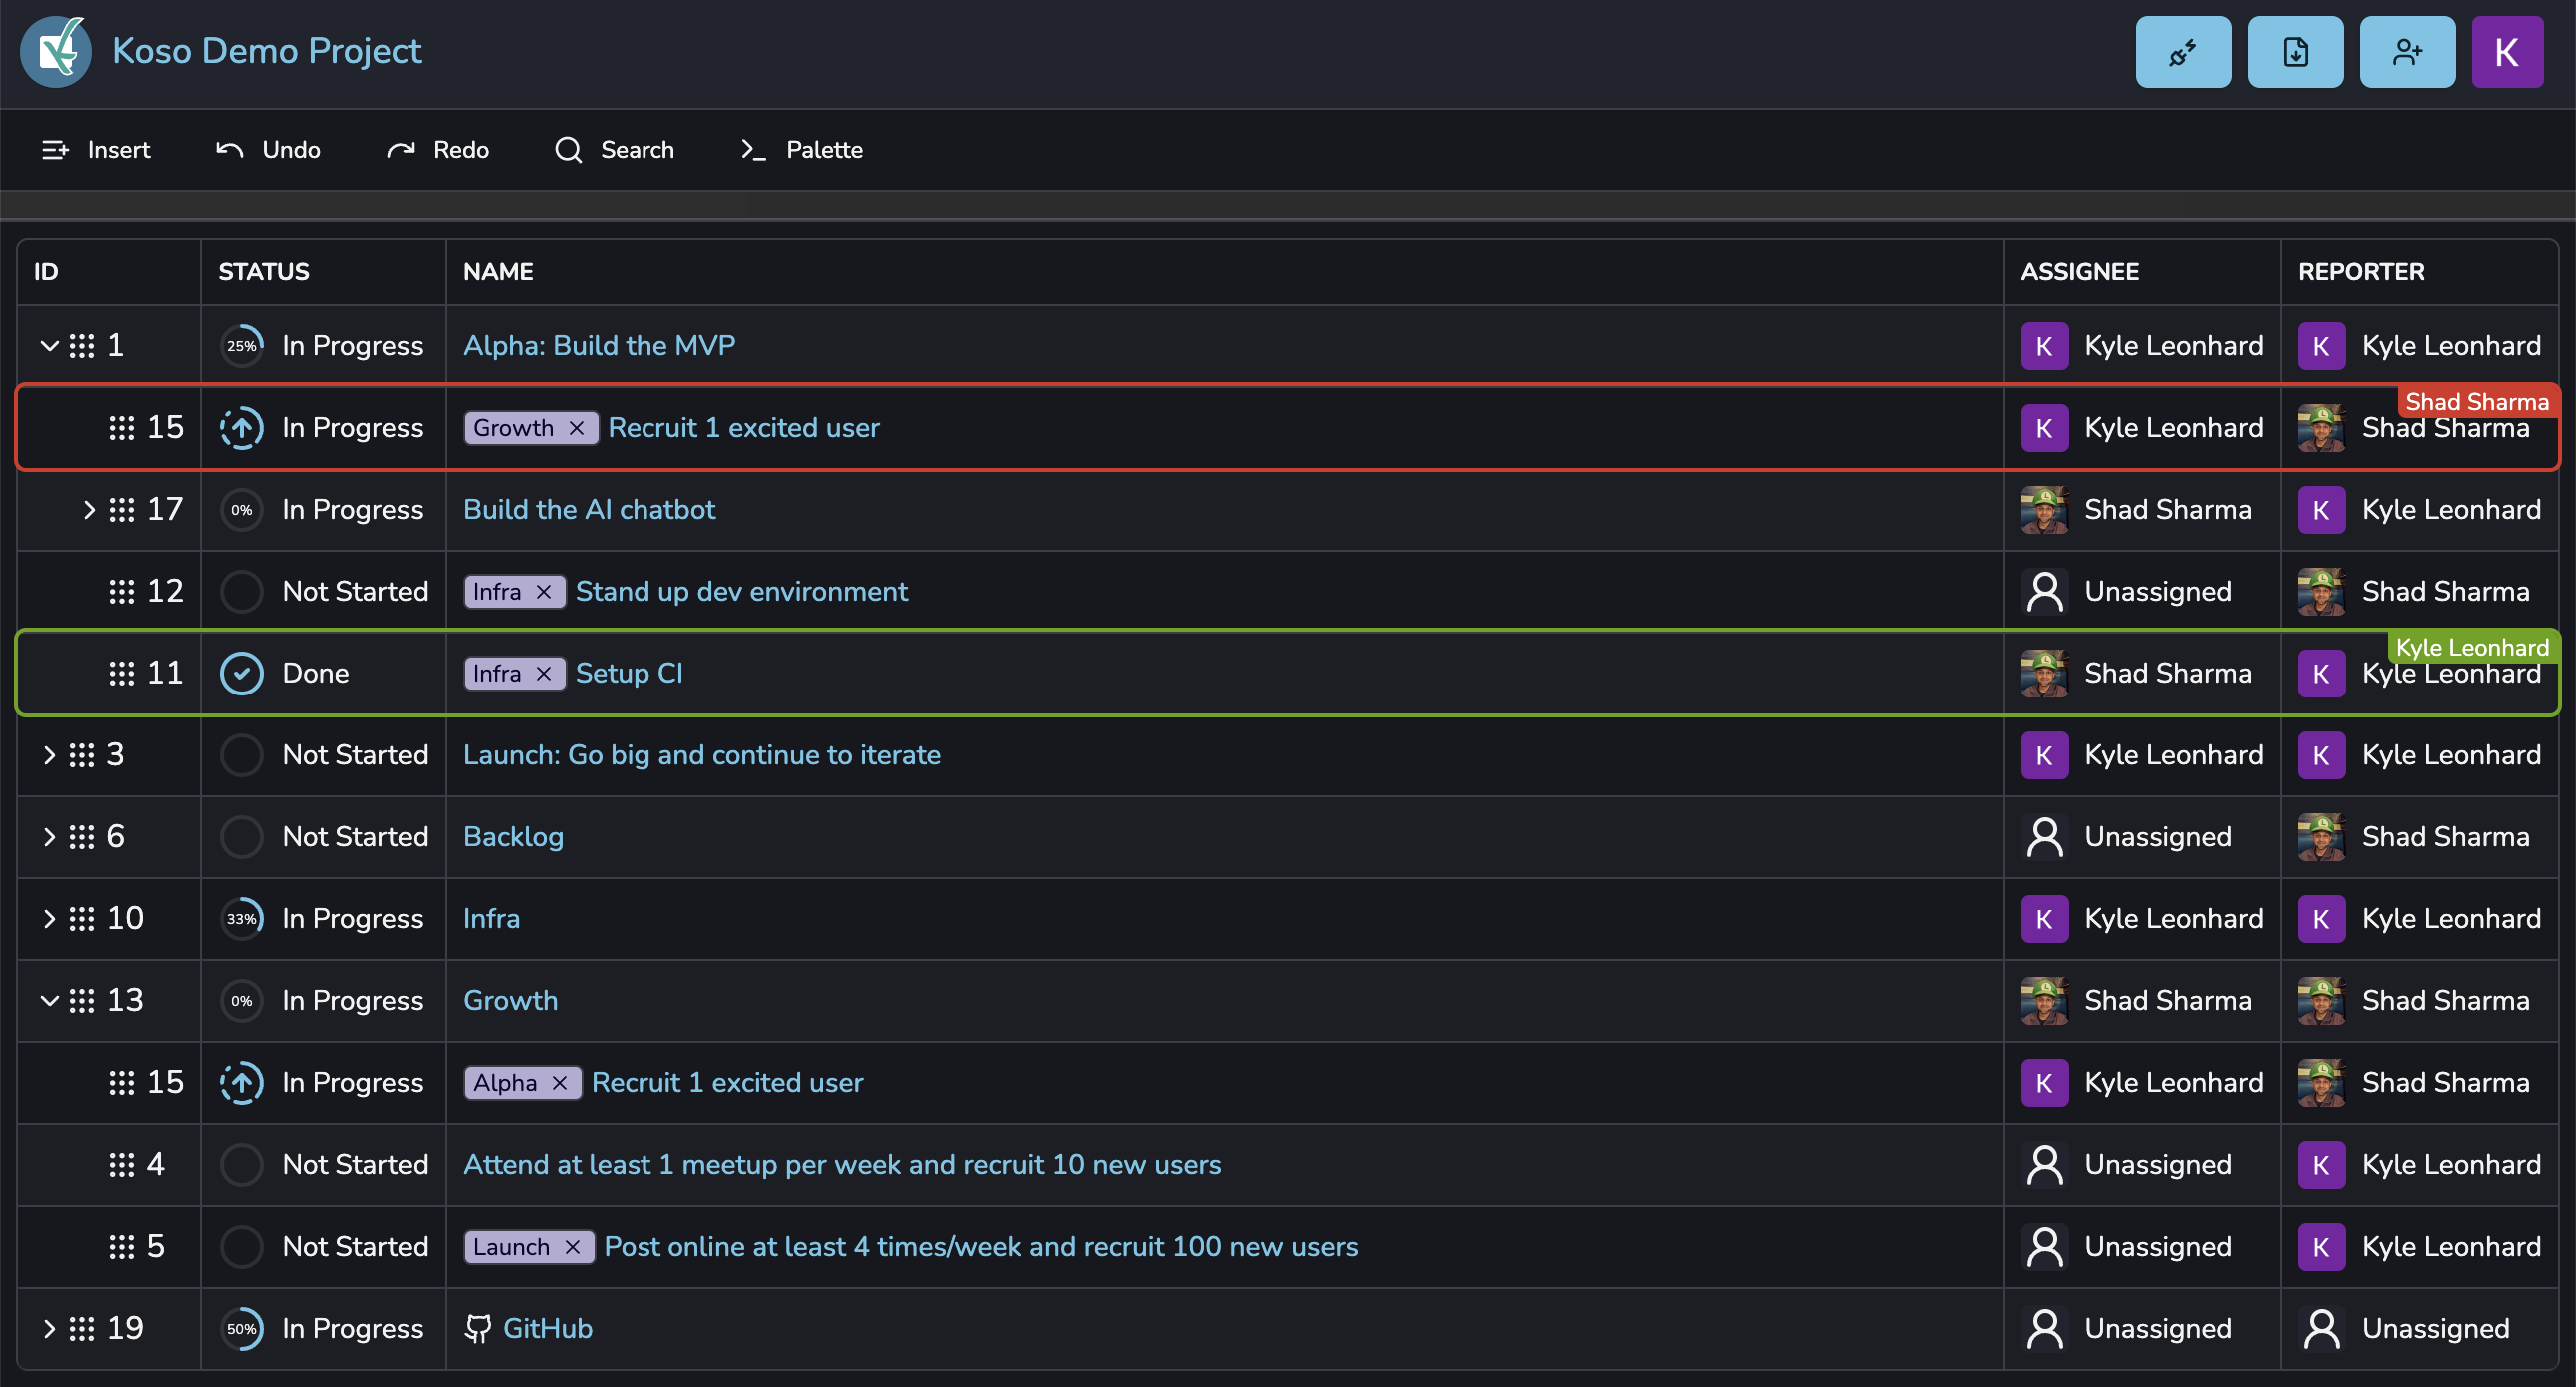 Koso Demo Project
K
Insert Undo Redo Search Palette
ID STATUS NAME ASSIGNEE REPORTER
1 25% In Progress Alpha: Build the MVP K Kyle Leonhard K Kyle Leonhard
Shad Sharma
15 In Progress Growth × Recruit 1 excited user K Kyle Leonhard Shad Sharma
17 0% In Progress Build the AI chatbot Shad Sharma K Kyle Leonhard
12 Not Started Infra × Stand up dev environment Unassigned Shad Sharma
Kyle Leonhard
11 Done Infra × Setup CI Shad Sharma K Kyle Leonhard
3 Not Started Launch: Go big and continue to iterate K Kyle Leonhard K Kyle Leonhard
6 Not Started Backlog Unassigned Shad Sharma
10 33% In Progress Infra K Kyle Leonhard K Kyle Leonhard
13 0% In Progress Growth Shad Sharma Shad Sharma
15 In Progress Alpha × Recruit 1 excited user K Kyle Leonhard Shad Sharma
4 Not Started Attend at least 1 meetup per week and recruit 10 new users Unassigned K Kyle Leonhard
5 Not Started Launch × Post online at least 4 times/week and recruit 100 new users Unassigned K Kyle Leonhard
19 50% In Progress GitHub Unassigned Unassigned